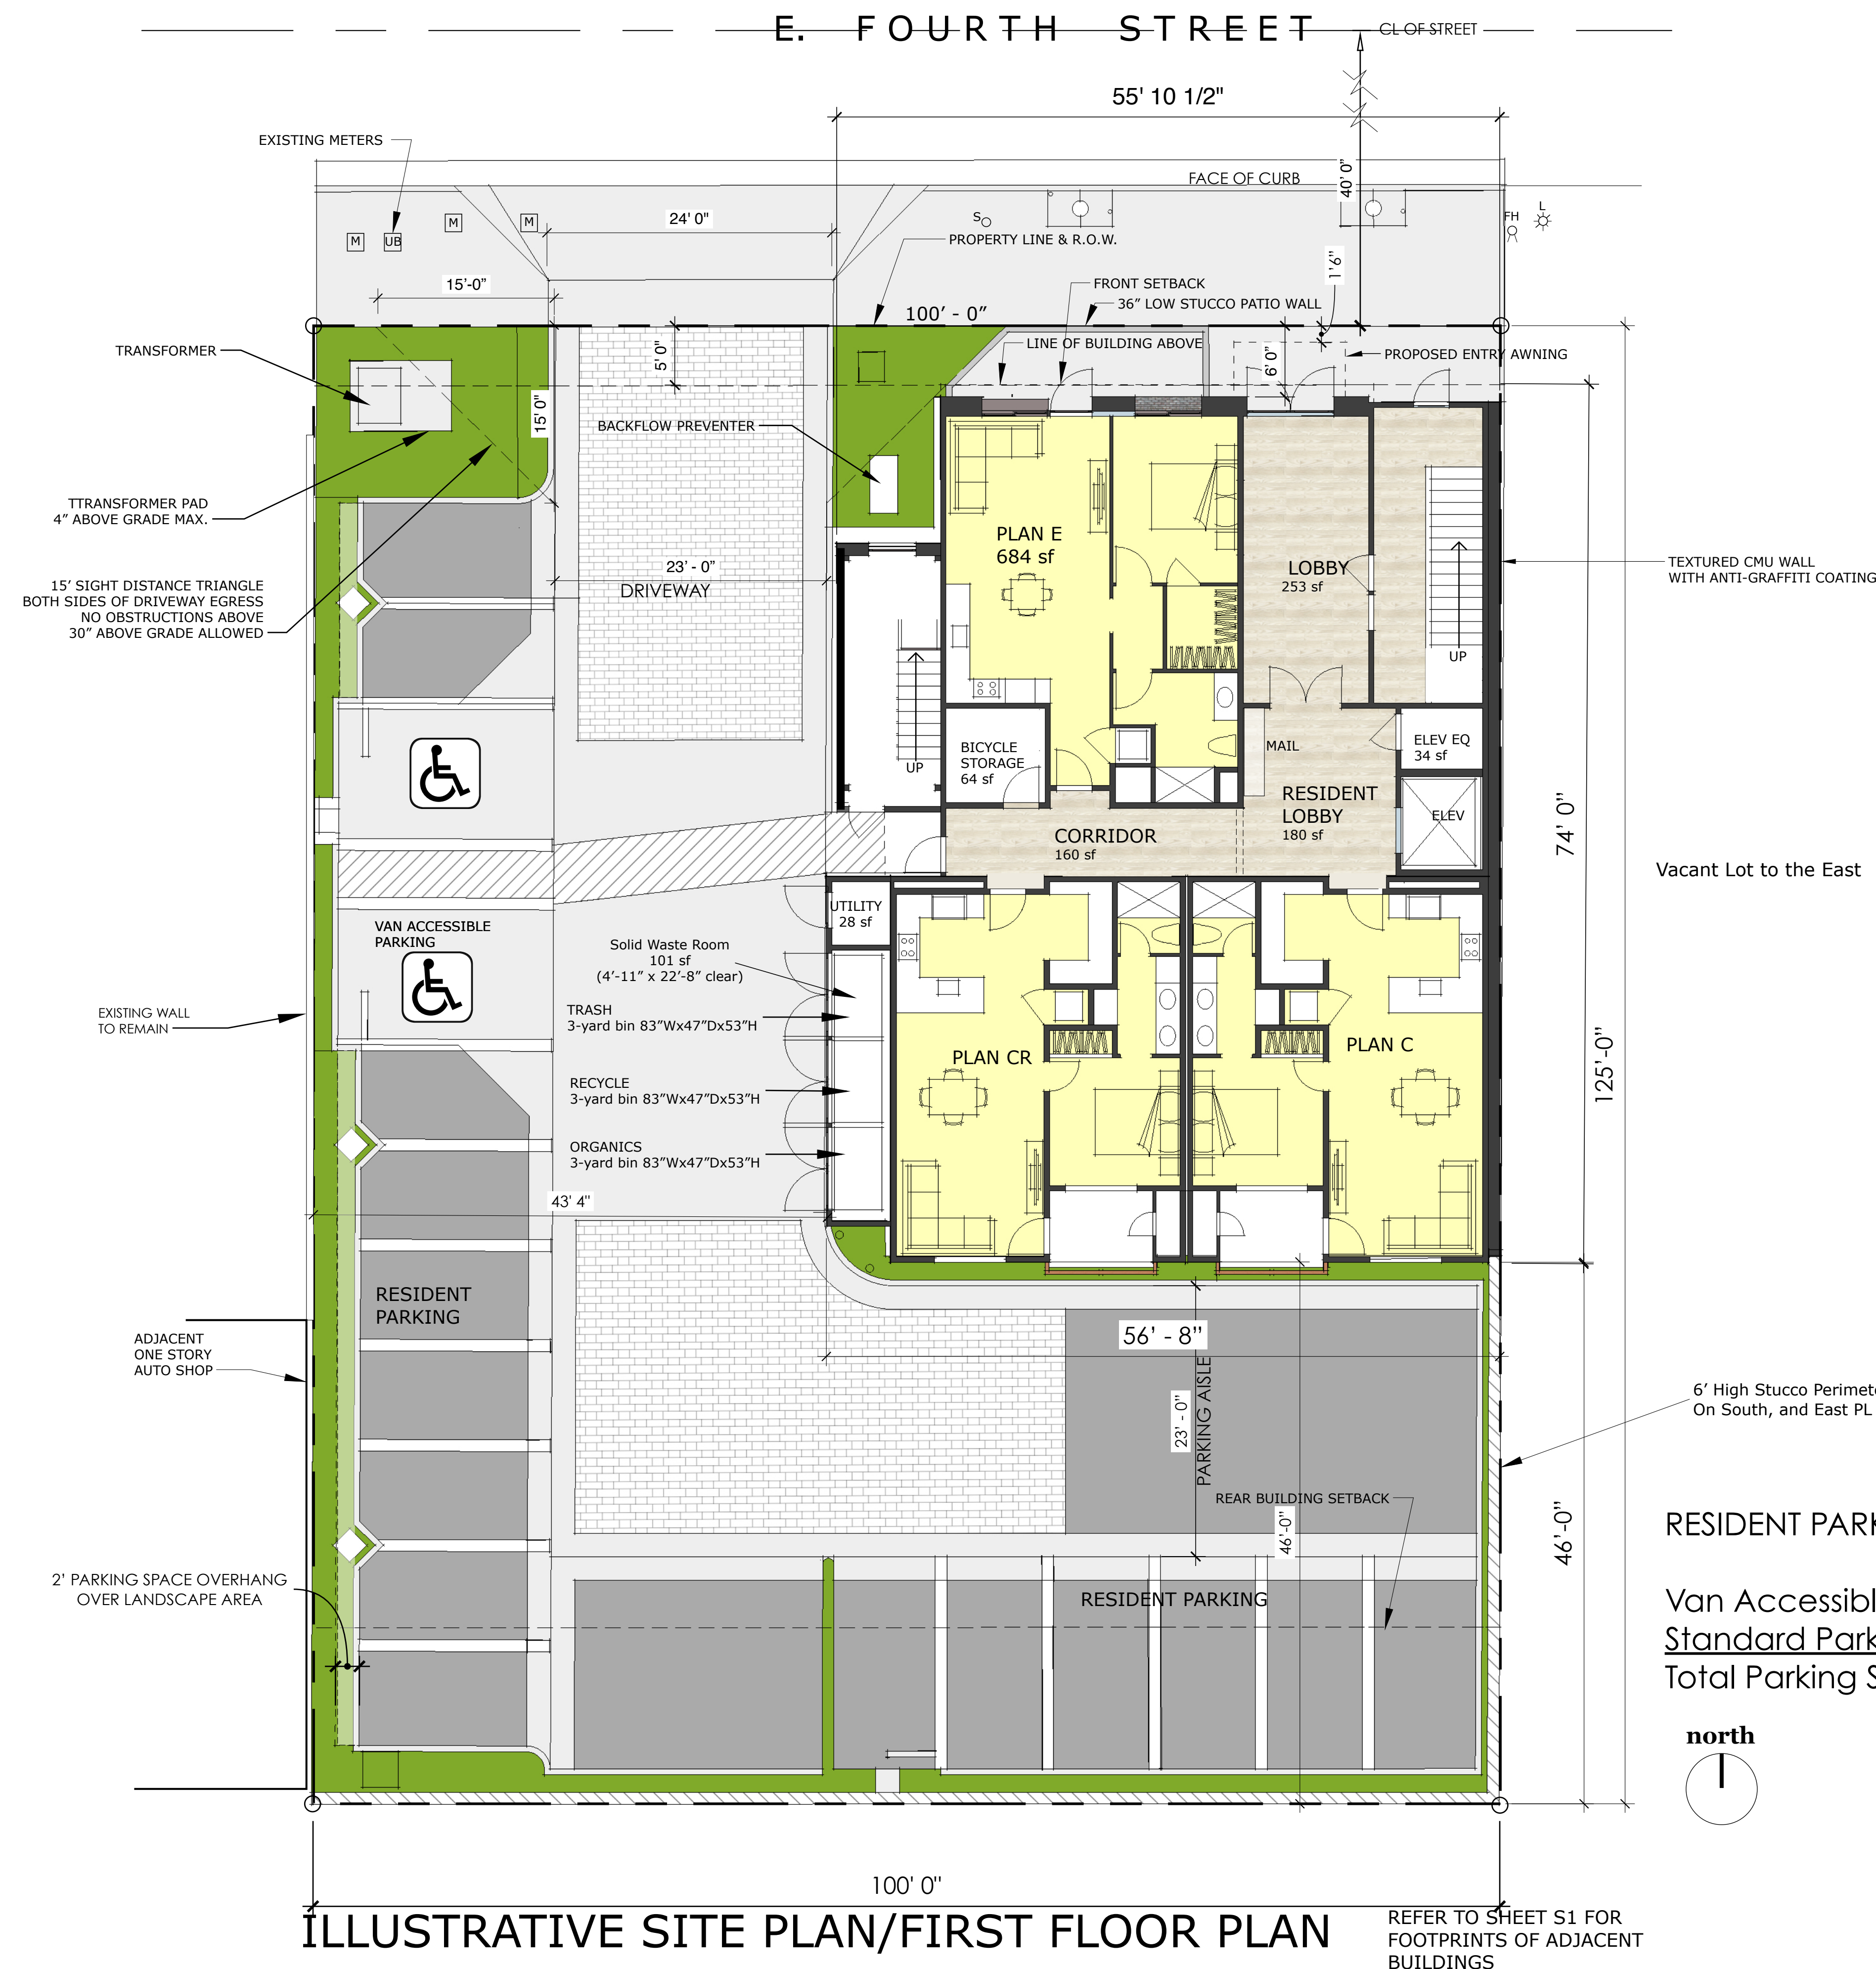 E. FOURTH STREET
CL OF STREET
55' 10 1/2"
EXISTING METERS
FACE OF CURB
40' 0"
M
UB
M
M
24' 0"
S
FH
L
PROPERTY LINE & R.O.W.
1' 6"
15'-0"
FRONT SETBACK
36" LOW STUCCO PATIO WALL
100' - 0"
TRANSFORMER
5' 0"
LINE OF BUILDING ABOVE
6' 0"
PROPOSED ENTRY AWNING
15' 0"
BACKFLOW PREVENTER
TTRANSFORMER PAD
4" ABOVE GRADE MAX.
PLAN E
684 sf
LOBBY
253 sf
TEXTURED CMU WALL
WITH ANTI-GRAFFITI COATING
15' SIGHT DISTANCE TRIANGLE
BOTH SIDES OF DRIVEWAY EGRESS
NO OBSTRUCTIONS ABOVE
30" ABOVE GRADE ALLOWED
23' - 0"
DRIVEWAY
UP
UP
BICYCLE
STORAGE
64 sf
MAIL
ELEV EQ
34 sf
RESIDENT
LOBBY
180 sf
ELEV
CORRIDOR
160 sf
74' 0"
Vacant Lot to the East
UTILITY
28 sf
VAN ACCESSIBLE
PARKING
Solid Waste Room
101 sf
(4'-11" x 22'-8" clear)
EXISTING WALL
TO REMAIN
TRASH
3-yard bin 83"Wx47"Dx53"H
PLAN CR
PLAN C
125'-0"
RECYCLE
3-yard bin 83"Wx47"Dx53"H
ORGANICS
3-yard bin 83"Wx47"Dx53"H
43' 4"
RESIDENT
PARKING
ADJACENT
ONE STORY
AUTO SHOP
56' - 8"
23' - 0"
PARKING AISLE
6' High Stucco Perimete
On South, and East PL
REAR BUILDING SETBACK
46'-0"
46'-0"
RESIDENT PARK
2' PARKING SPACE OVERHANG
OVER LANDSCAPE AREA
RESIDENT PARKING
Van Accessibl
Standard Park
Total Parking S
north
100' 0"
ILLUSTRATIVE SITE PLAN/FIRST FLOOR PLAN
REFER TO SHEET S1 FOR
FOOTPRINTS OF ADJACENT
BUILDINGS